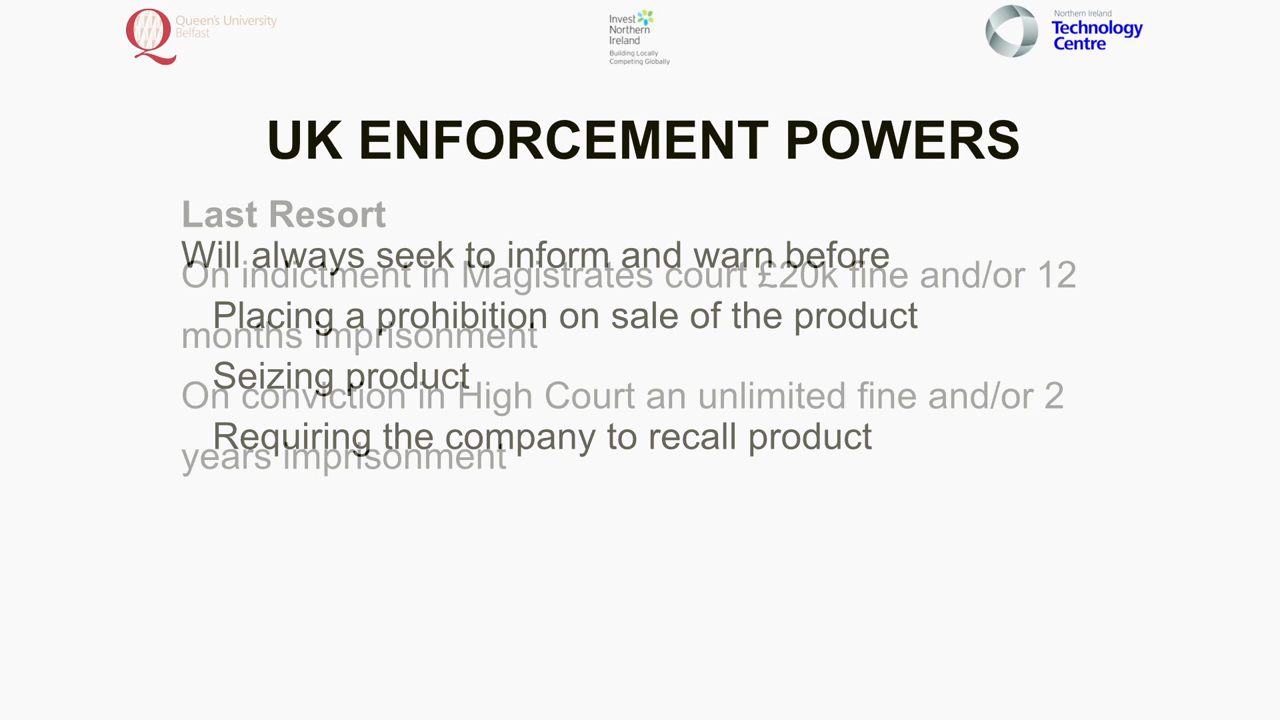 Queen's University
Belfast
Invest
Northern
Ireland
Building Locally
Competing Globally
Northern Ireland
Technology
Centre
UK ENFORCEMENT POWERS
Last Resort
Will always seek to inform and warn before
On indictment in Magistrates court £20k fine and/or 12
Placing a prohibition on sale of the product
months imprisonment
Seizing product
On conviction in High Court an unlimited fine and/or 2
Requiring the company to recall product
years imprisonment